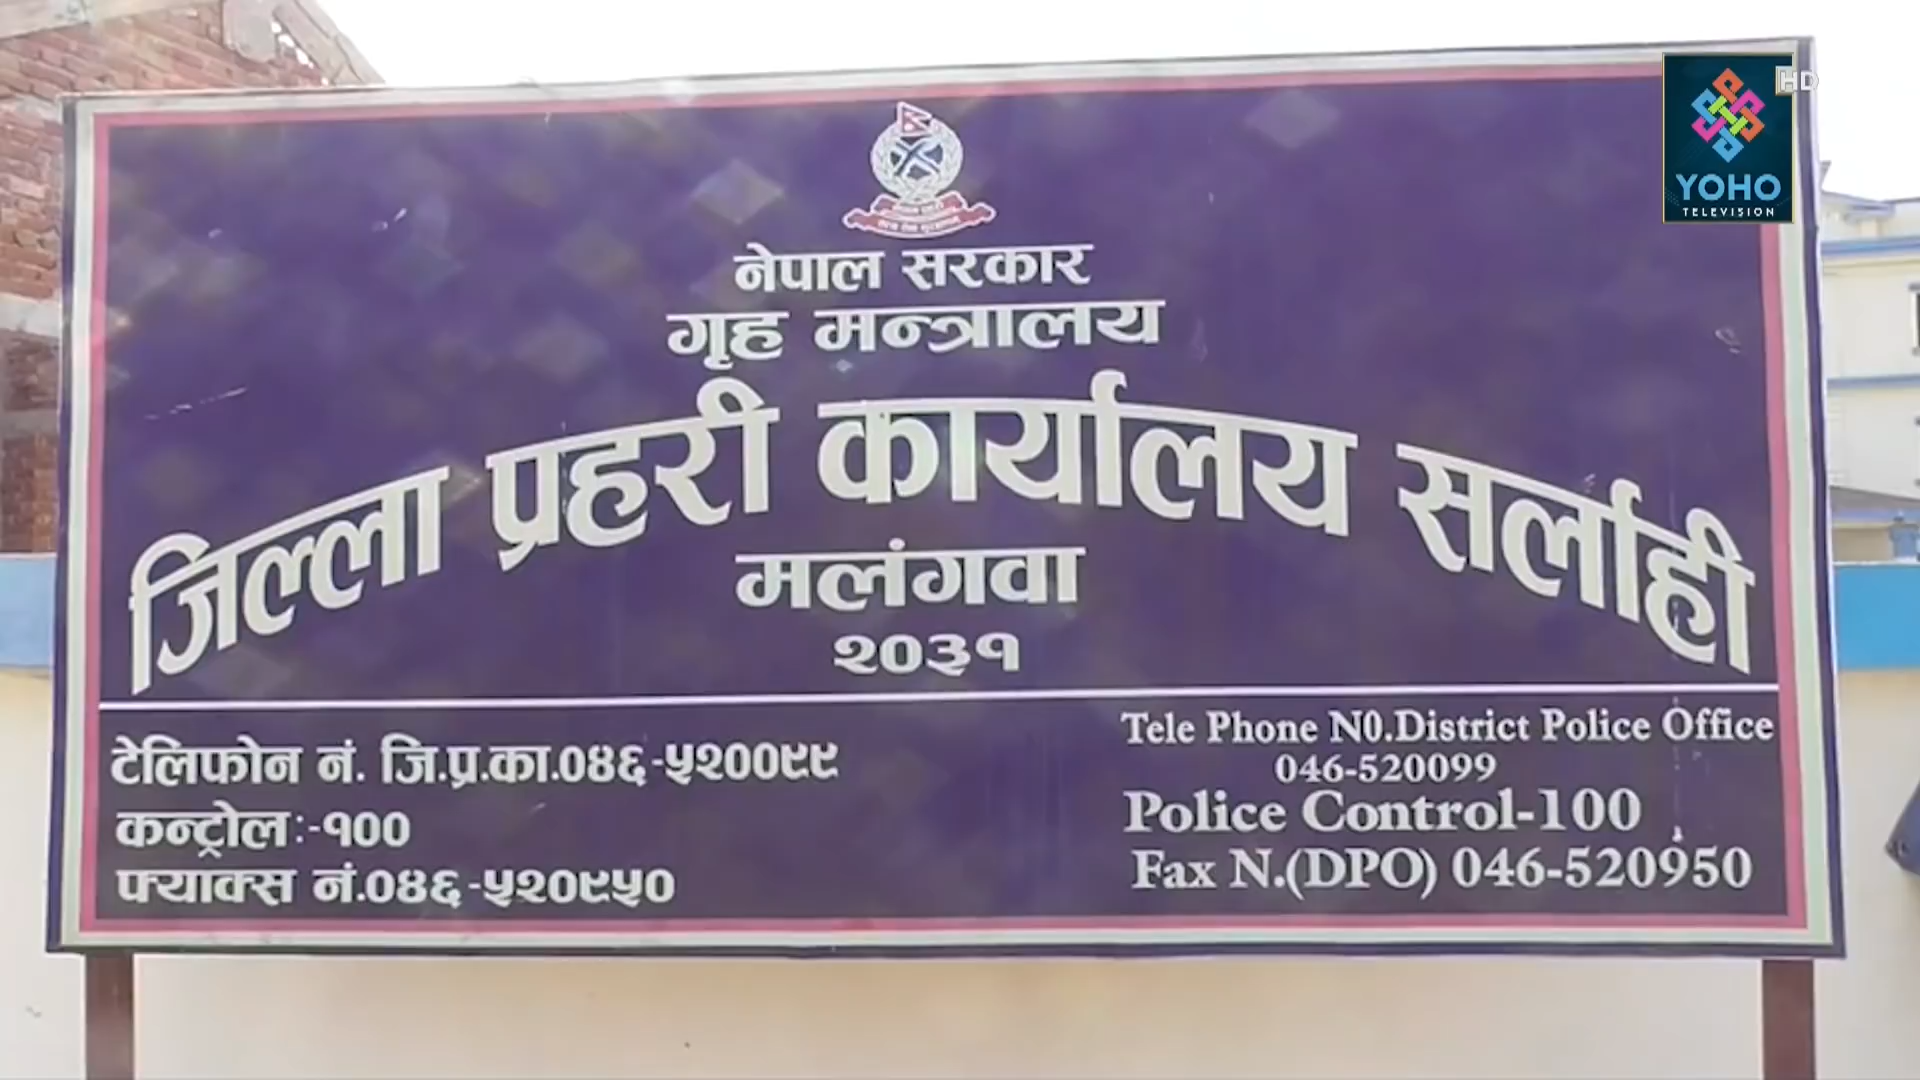 नेपाल सरकार
गृह मन्त्रालय
जिल्ला प्रहरी कार्यालय सर्लाही
मलंगवा
२०३१
टेलिफोन नं. जि.प्र.का.०४६-५२००९९
कन्ट्रोल:-१००
फ्याक्स नं.०४६-५२०९५०
Tele Phone N0.District Police Office
046-520099
Police Control-100
Fax N.(DPO) 046-520950
HD
YOHO
TELEVISION